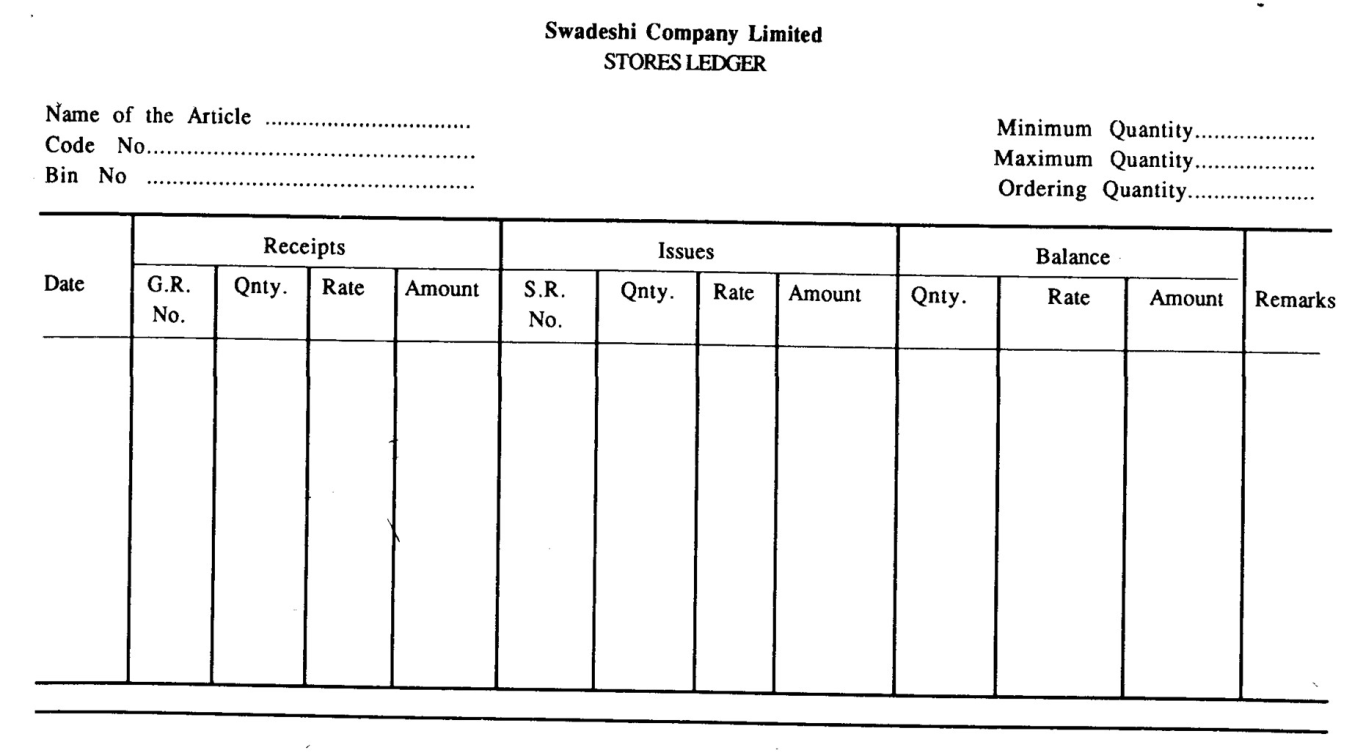 Swadeshi Company Limited
STORES LEDGER
Name of the Article ..................................
Code No.................................................
Bin No .................................................
Minimum Quantity...................
Maximum Quantity...................
Ordering Quantity....................
Receipts Issues Balance
Date G.R. Qnty. Rate Amount S.R. Qnty. Rate Amount Qnty. Rate Amount Remarks
No. No.